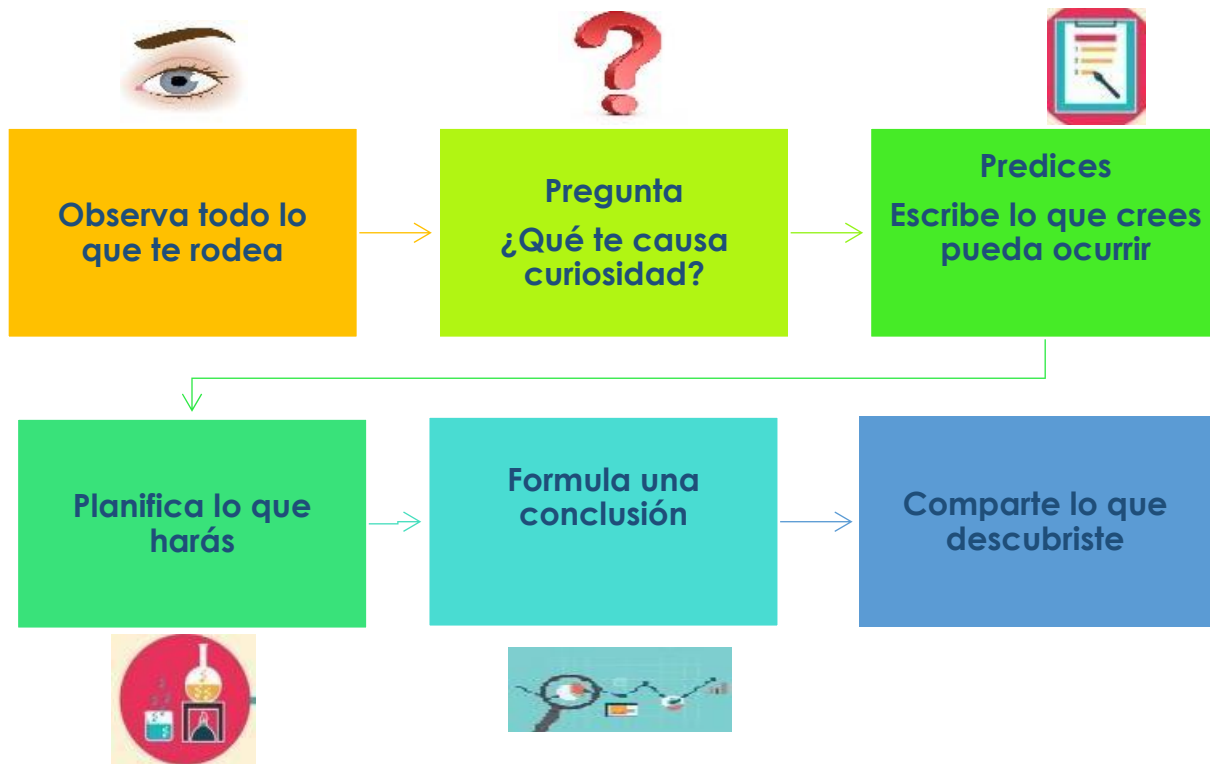 Observa todo lo
que te rodea
Pregunta
¿Qué te causa
curiosidad?
Predices
Escribe lo que crees
pueda ocurrir
Planifica lo que
harás
Formula una
conclusión
Comparte lo que
descubriste